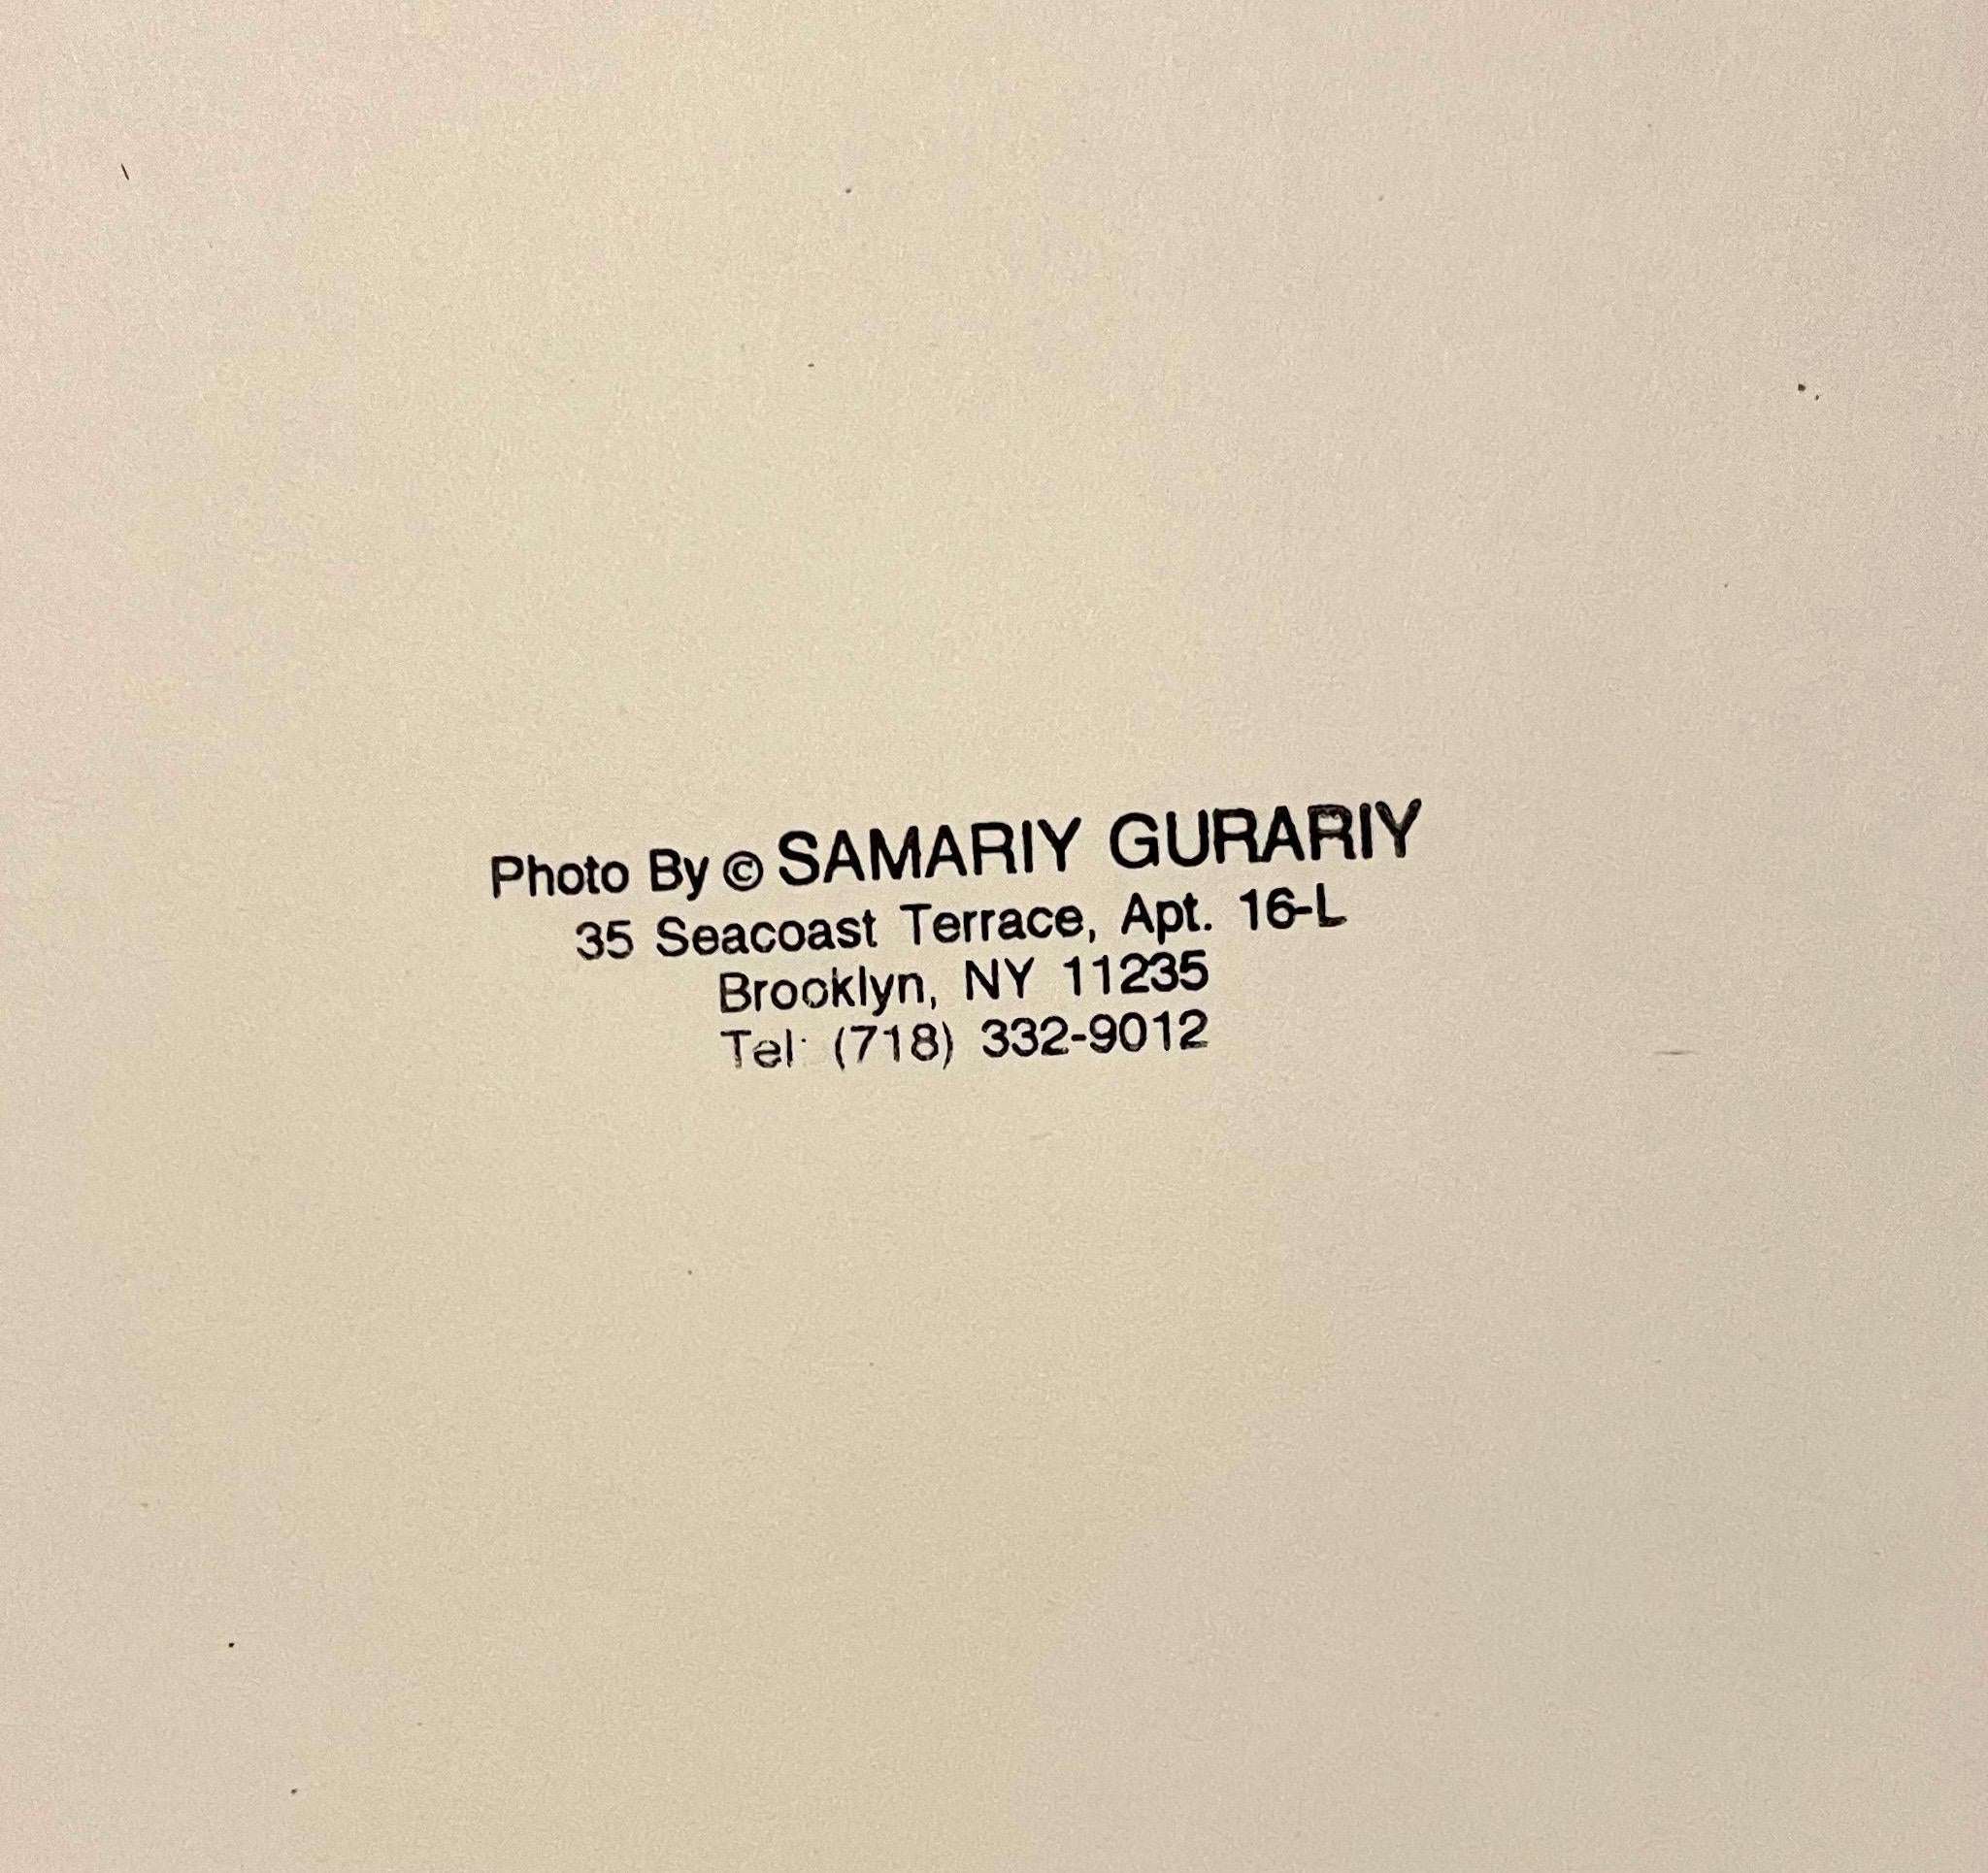 Photo By © SAMARIY GURARIY
35 Seacoast Terrace, Apt. 16-L
Brooklyn, NY 11235
Tel: (718) 332-9012